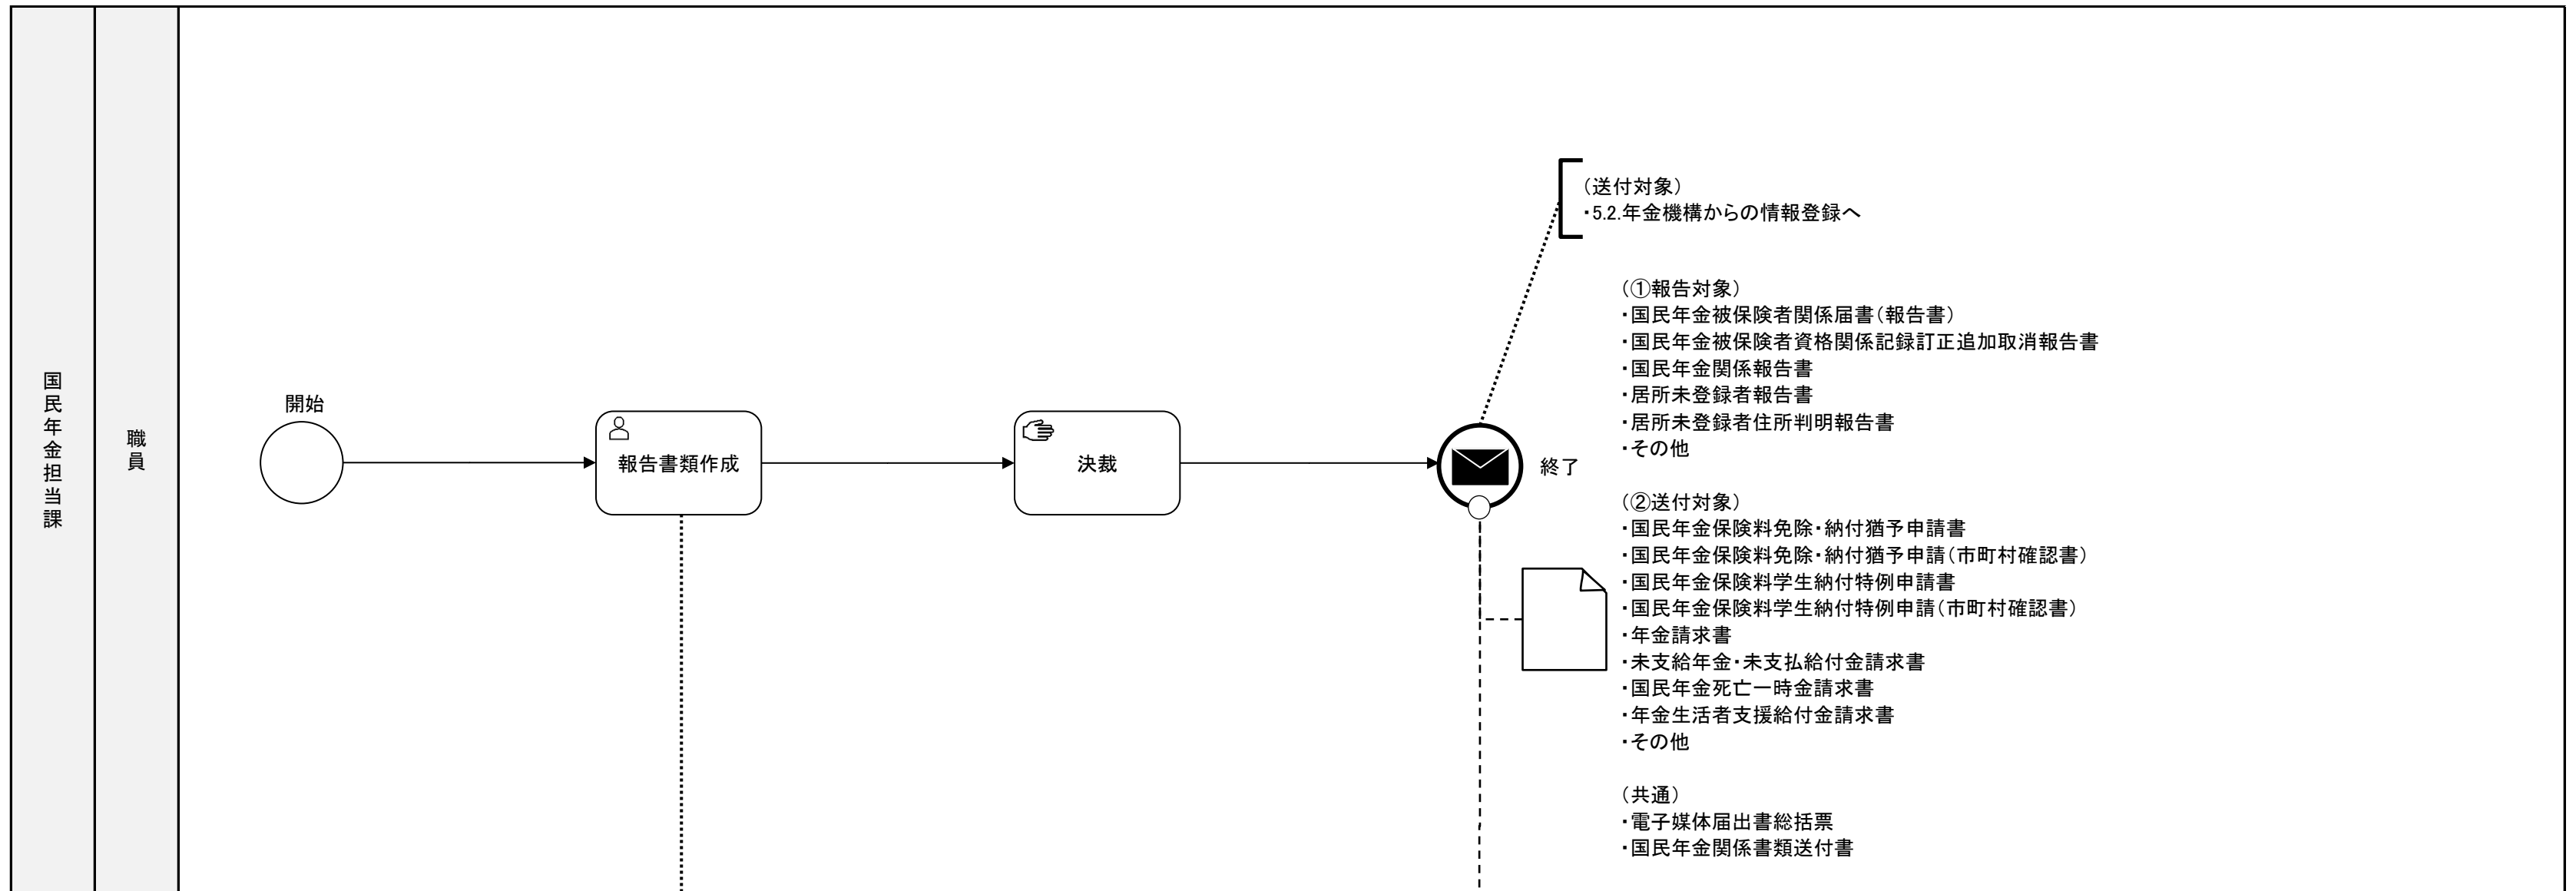 国民年金担当課
職員
開始
報告書類作成
決裁
終了
（送付対象）
・5.2.年金機構からの情報登録へ
（①報告対象）
・国民年金被保険者関係届書（報告書）
・国民年金被保険者資格関係記録訂正追加取消報告書
・国民年金関係報告書
・居所未登録者報告書
・居所未登録者住所判明報告書
・その他
（②送付対象）
・国民年金保険料免除・納付猶予申請書
・国民年金保険料免除・納付猶予申請（市町村確認書）
・国民年金保険料学生納付特例申請書
・国民年金保険料学生納付特例申請（市町村確認書）
・年金請求書
・未支給年金・未支払給付金請求書
・国民年金死亡一時金請求書
・年金生活者支援給付金請求書
・その他
（共通）
・電子媒体届出書総括票
・国民年金関係書類送付書